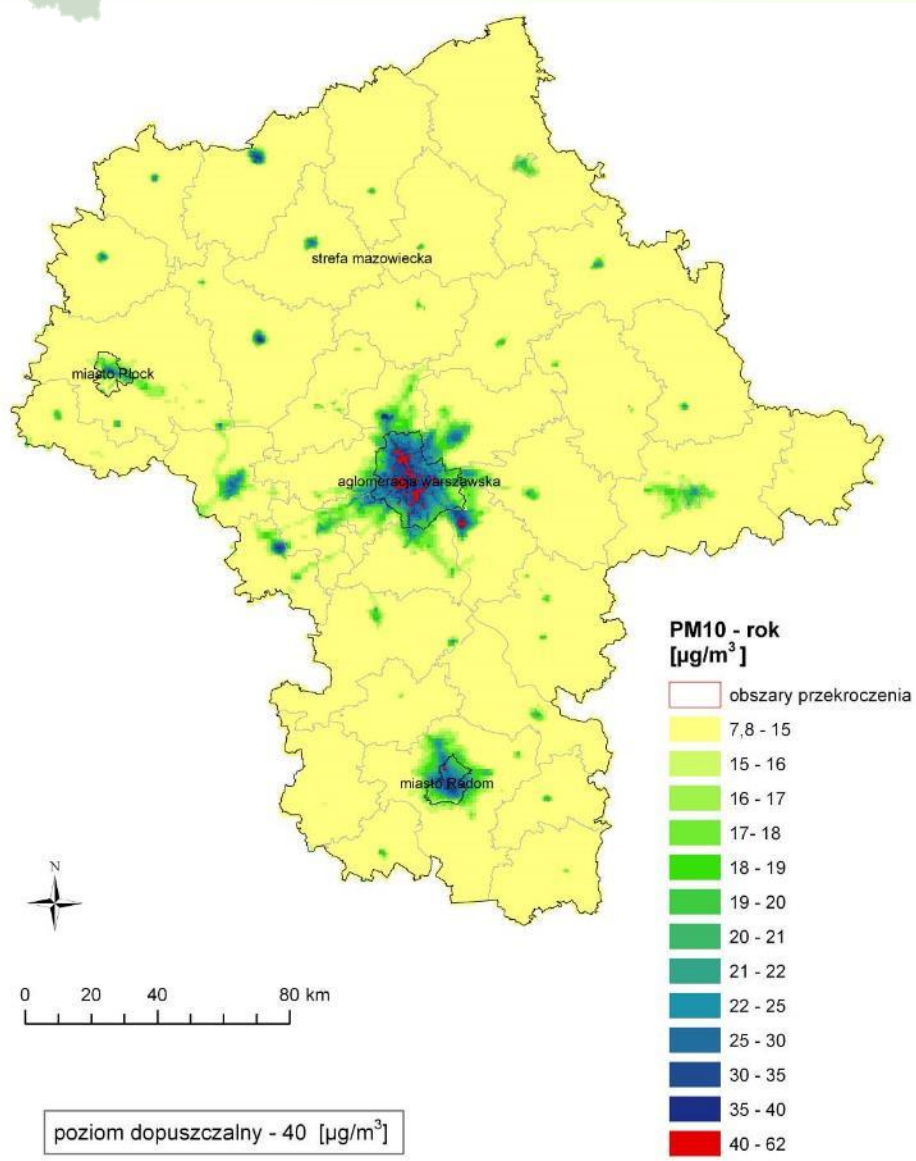 strefa mazowiecka
miasto Płock
aglomeracja warszawska
miasto Radom
N
0 20 40 80 km
poziom dopuszczalny - 40 [µg/m³]
PM10 - rok
[µg/m³ ]
obszary przekroczenia
7,8 - 15
15 - 16
16 - 17
17- 18
18 - 19
19 - 20
20 - 21
21 - 22
22 - 25
25 - 30
30 - 35
35 - 40
40 - 62